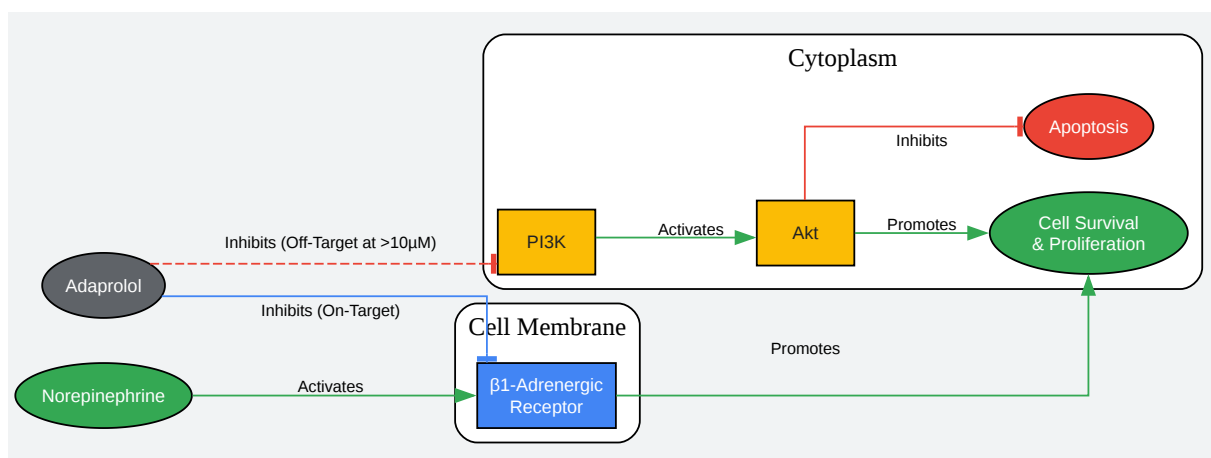 Cytoplasm
Apoptosis
Inhibits
Cell Survival
& Proliferation
Promotes
Akt
Activates
PI3K
Inhibits (Off-Target at >10μM)
Adaprolol
Inhibits (On-Target)
Cell Membrane
Promotes
β1-Adrenergic
Receptor
Activates
Norepinephrine